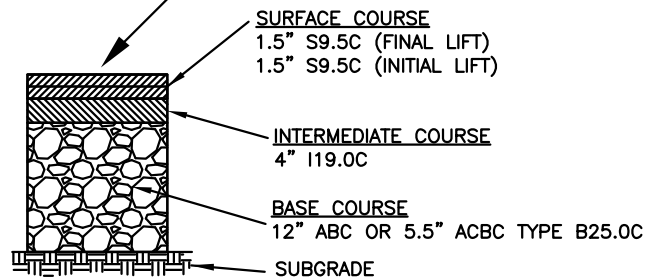 SURFACE COURSE
1.5" S9.5C (FINAL LIFT)
1.5" S9.5C (INITIAL LIFT)
INTERMEDIATE COURSE
4" I19.0C
BASE COURSE
12" ABC OR 5.5" ACBC TYPE B25.0C
SUBGRADE